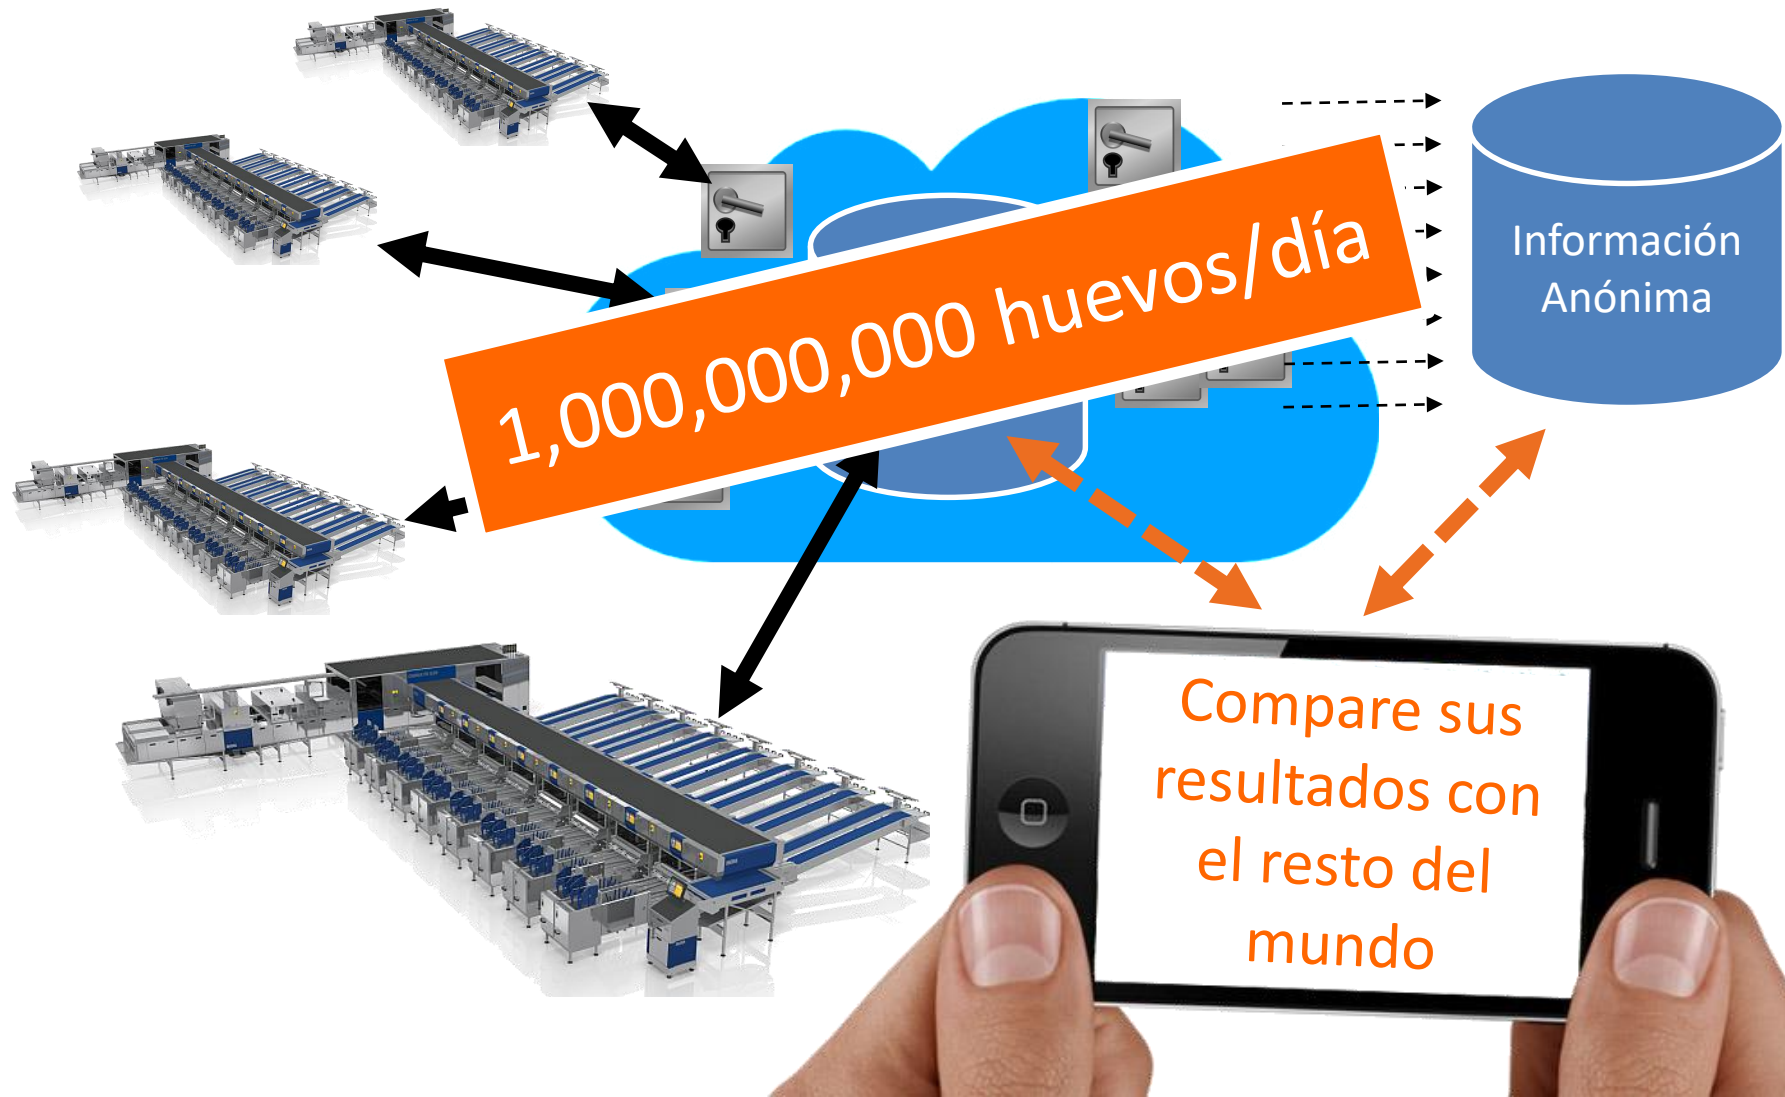 1,000,000,000 huevos/día
Información
Anónima
Compare sus
resultados con
el resto del
mundo